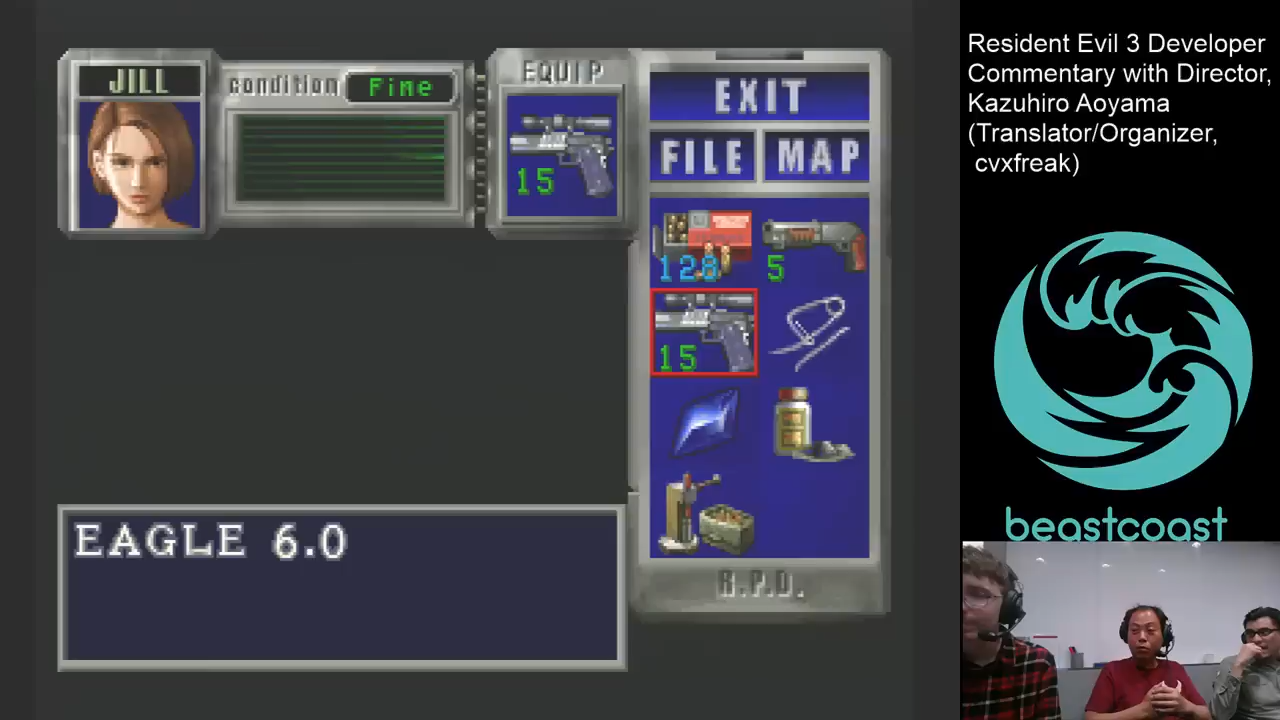 JILL
condition
Fine
EQUIP
15
EXIT
FILE
MAP
128
5
15
EAGLE 6.0
R.P.D.
Resident Evil 3 Developer
Commentary with Director,
Kazuhiro Aoyama
(Translator/Organizer,
cvxfreak)
beastcoast